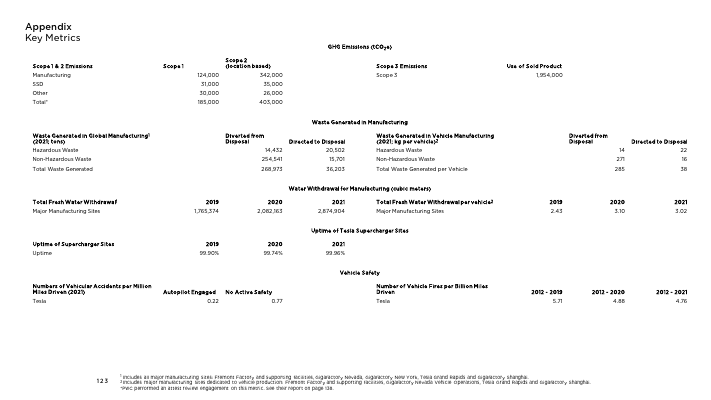 Appendix
Key Metrics
GHG Emissions (tCO₂e)
Scope 1 & 2 Emissions Scope 1 Scope 2 (location based) Scope 3 Emissions Use of Sold Product
Manufacturing 124,000 342,000 Scope 3 1,954,000
SSD 31,000 35,000
Other 30,000 26,000
Total* 185,000 403,000
Waste Generated in Manufacturing
Waste Generated in Global Manufacturing¹ (2021; tons) Diverted from Disposal Directed to Disposal Waste Generated in Vehicle Manufacturing (2021; kg per vehicle)² Diverted from Disposal Directed to Disposal
Hazardous Waste 14,432 20,502 Hazardous Waste 14 22
Non-Hazardous Waste 254,541 15,701 Non-Hazardous Waste 271 16
Total Waste Generated 268,973 36,203 Total Waste Generated per Vehicle 285 38
Water Withdrawal for Manufacturing (cubic meters)
Total Fresh Water Withdrawal¹ 2019 2020 2021 Total Fresh Water Withdrawal per vehicle² 2019 2020 2021
Major Manufacturing Sites 1,765,374 2,082,163 2,874,904 Major Manufacturing Sites 2.43 3.10 3.02
Uptime of Tesla Supercharger Sites
Uptime of Supercharger Sites 2019 2020 2021
Uptime 99.90% 99.74% 99.96%
Vehicle Safety
Numbers of Vehicular Accidents per Million Miles Driven (2021) Autopilot Engaged No Active Safety Number of Vehicle Fires per Billion Miles Driven 2012 - 2019 2012 - 2020 2012 - 2021
Tesla 0.22 0.77 Tesla 5.71 4.88 4.76
123
¹ Includes all major manufacturing sites: Fremont Factory and supporting facilities, Gigafactory Nevada, Gigafactory New York, Tesla Grand Rapids and Gigafactory Shanghai.
² Includes major manufacturing sites dedicated to vehicle production: Fremont Factory and supporting facilities, Gigafactory Nevada Vehicle Operations, Tesla Grand Rapids and Gigafactory Shanghai.
*PwC performed an attest review engagement on this metric. See their report on page 138.